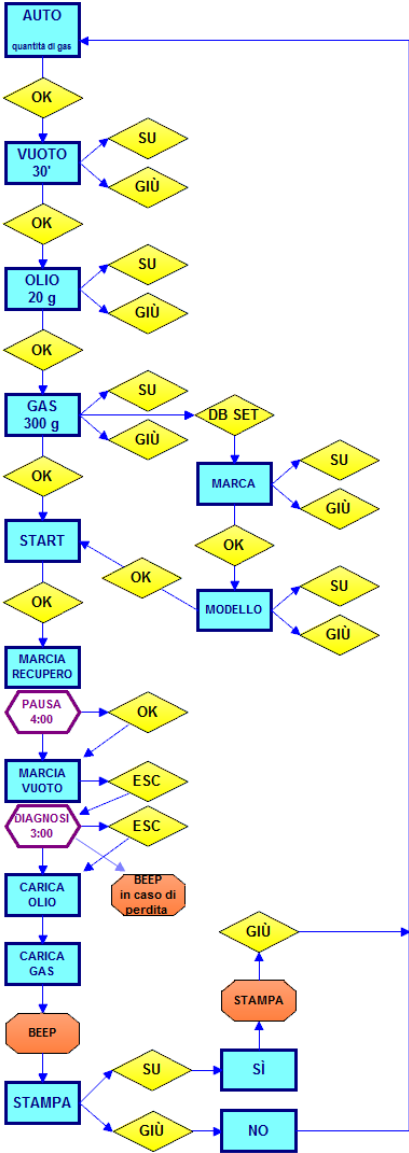 AUTO
quantità di gas
OK
VUOTO
30'
SU
GIÙ
OK
OLIO
20 g
SU
GIÙ
OK
GAS
300 g
SU
GIÙ
DB SET
OK
MARCA
SU
GIÙ
START
OK
OK
MODELLO
SU
GIÙ
OK
MARCIA
RECUPERO
PAUSA
4:00
OK
MARCIA
VUOTO
ESC
DIAGNOSI
3:00
ESC
BEEP
in caso di
perdita
CARICA
OLIO
GIÙ
CARICA
GAS
STAMPA
BEEP
STAMPA
SU
SÌ
GIÙ
NO